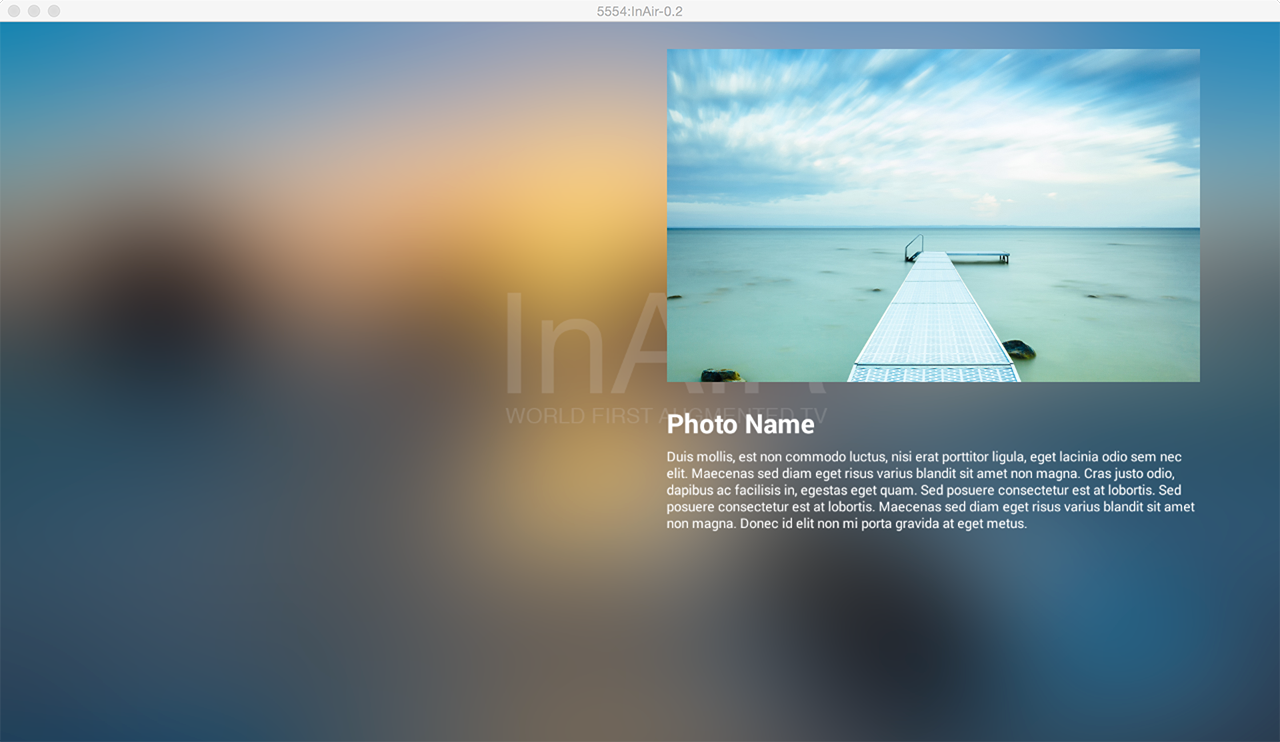 5554:InAir-0.2
InAiR
WORLD FIRST AUGMENTED TV
Photo Name
Duis mollis, est non commodo luctus, nisi erat porttitor ligula, eget lacinia odio sem nec
elit. Maecenas sed diam eget risus varius blandit sit amet non magna. Cras justo odio,
dapibus ac facilisis in, egestas eget quam. Sed posuere consectetur est at lobortis. Sed
posuere consectetur est at lobortis. Maecenas sed diam eget risus varius blandit sit amet
non magna. Donec id elit non mi porta gravida at eget metus.